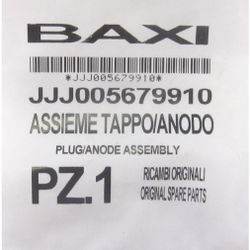 BAXI
*JJJ005679910*
JJJ005679910
ASSIEME TAPPO/ANODO
PLUG/ANODE ASSEMBLY
PZ.1
RICAMBI ORIGINALI
ORIGINAL SPARE PARTS